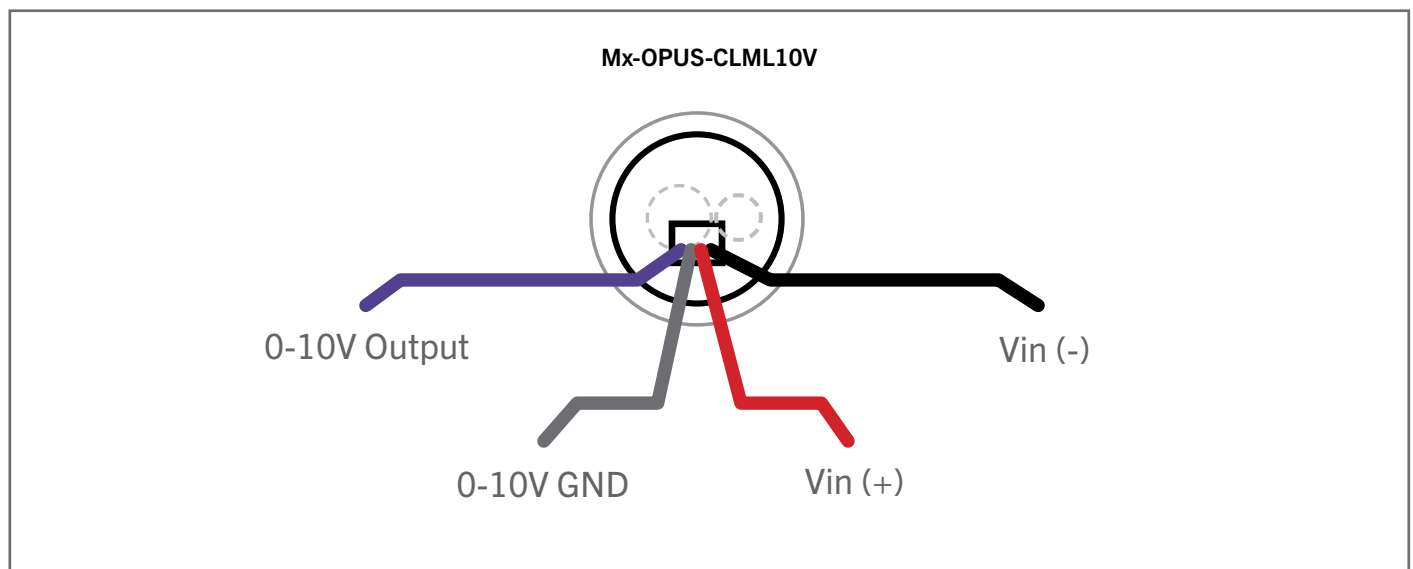 Mx-OPUS-CLML10V
0-10V Output
Vin (-)
0-10V GND
Vin (+)